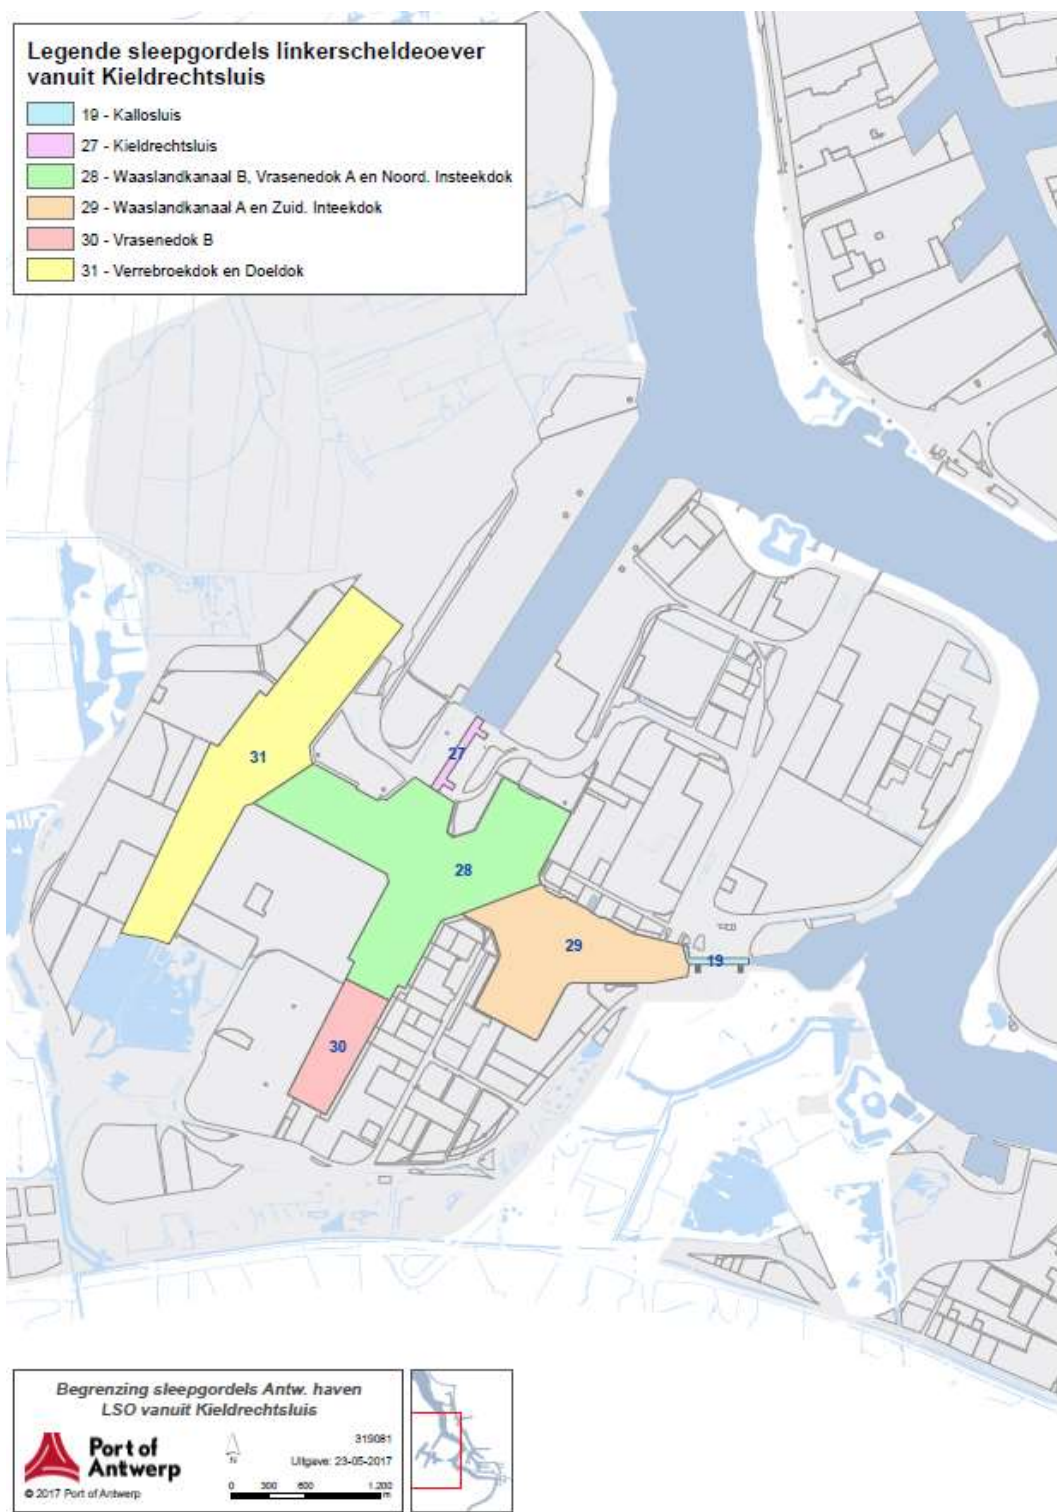 Legende sleepgordels linkerscheldeoever
vanuit Kieldrechtsluis
19 - Kallosluis
27 - Kieldrechtsluis
28 - Waaslandkanaal B, Vrasenedok A en Noord. Insteekdok
29 - Waaslandkanaal A en Zuid. Inteekdok
30 - Vrasenedok B
31 - Verrebroekdok en Doeldok
27
31
28
29
19
30
Begrenzing sleepgordels Antw. haven
LSO vanuit Kieldrechtsluis
Port of
Antwerp
© 2017 Port of Antwerp
N
319081
Uitgave: 23-05-2017
0 300 600 1.200
m